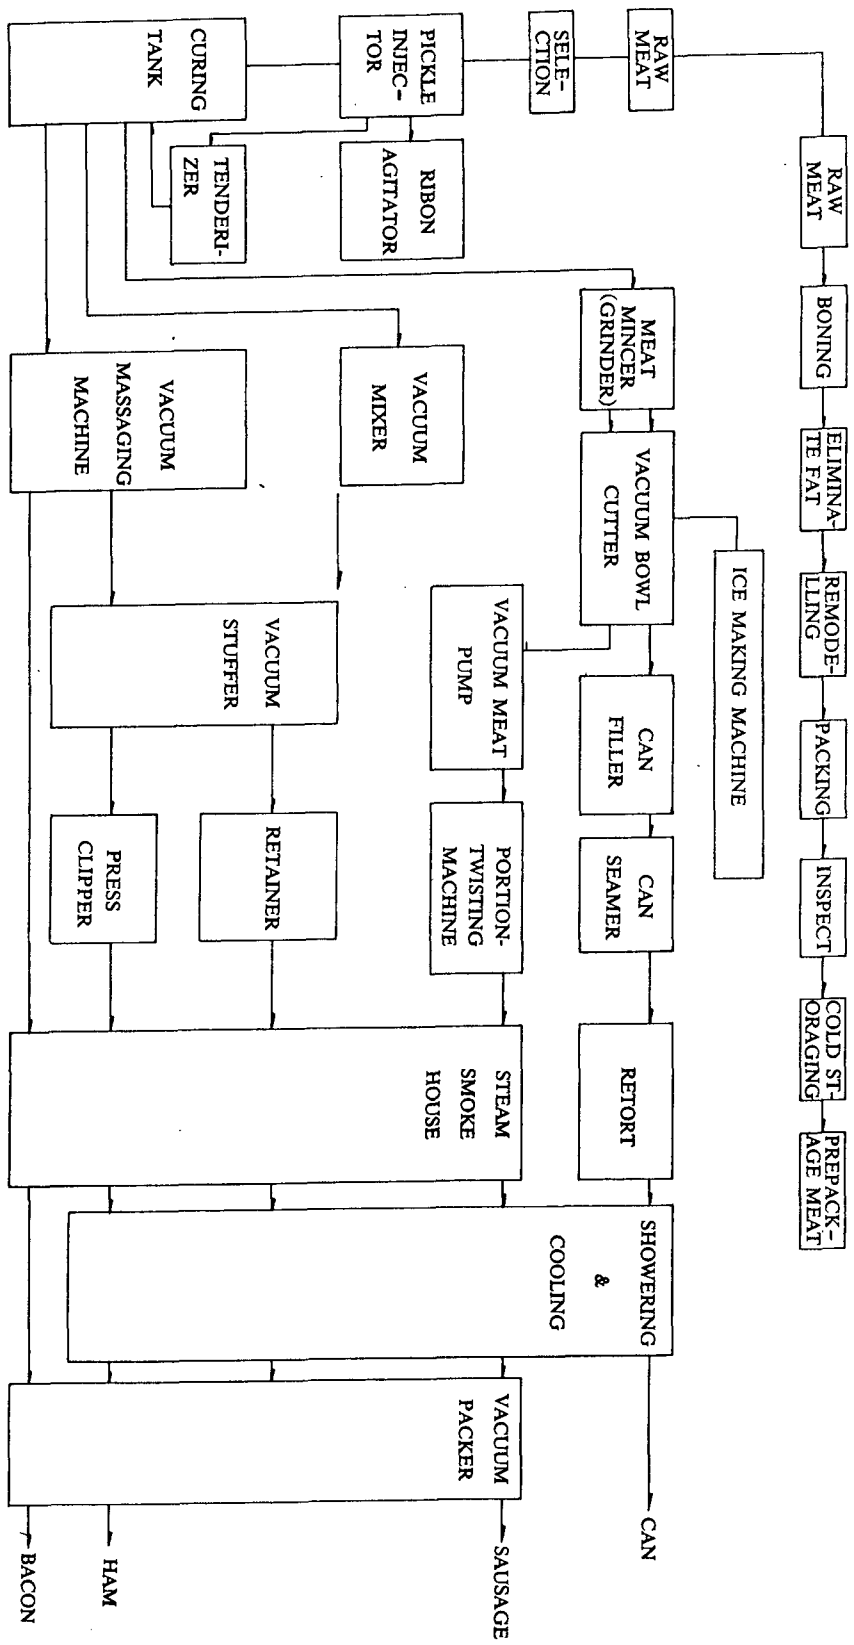 RAW
MEAT
BONING
ELIMINA-
TE FAT
REMODE-
LLING
PACKING
INSPECT
COLD ST-
ORAGING
PREPACK-
AGE MEAT
RAW
MEAT
SELE-
CTION
PICKLE
INJEC-
TOR
CURING
TANK
RIBON
AGITATOR
TENDERI-
ZER
ICE MAKING MACHINE
MEAT
MINCER
(GRINDER)
VACUUM BOWL
CUTTER
CAN
FILLER
CAN
SEAMER
RETORT
SHOWERING
&
COOLING
CAN
VACUUM MEAT
PUMP
PORTION-
TWISTING
MACHINE
STEAM
SMOKE
HOUSE
VACUUM
PACKER
SAUSAGE
VACUUM
MIXER
VACUUM
STUFFER
RETAINER
PRESS
CLIPPER
HAM
VACUUM
MASSAGING
MACHINE
BACON